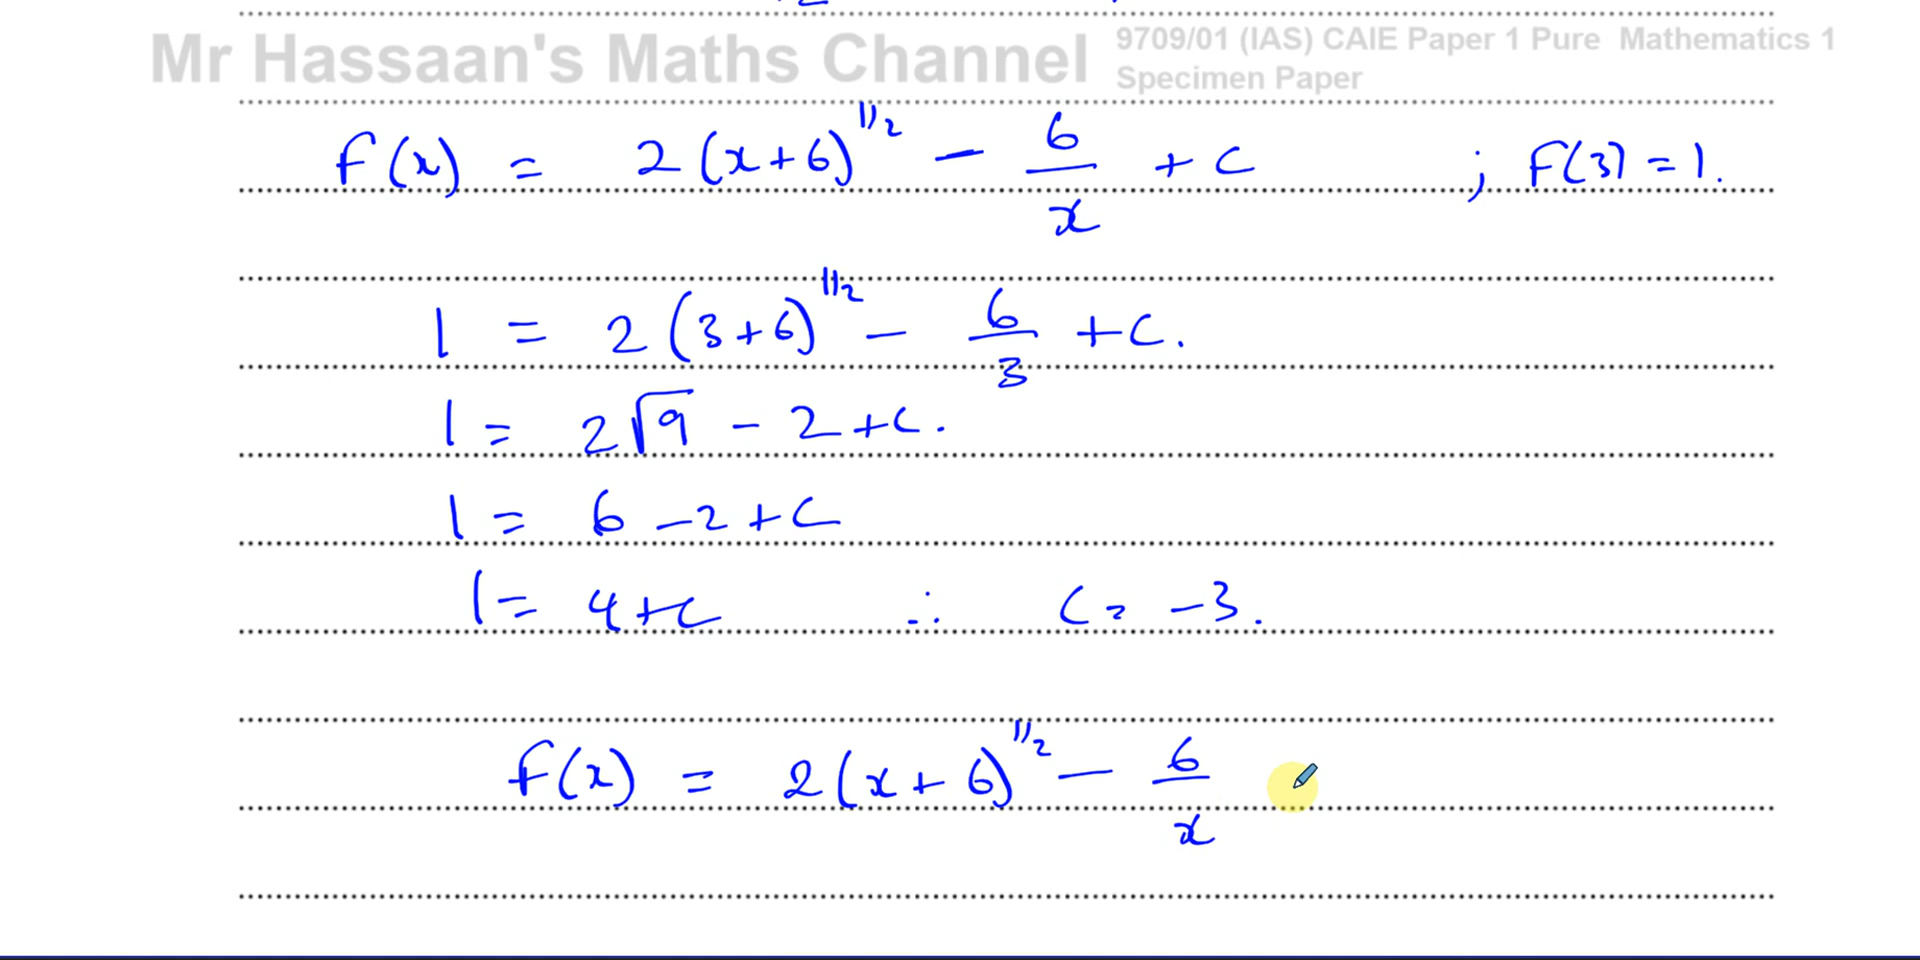 Mr Hassaan's Maths Channel
9709/01 (IAS) CAIE Paper 1 Pure Mathematics 1
Specimen Paper
f(x) = 2(x+6)^1/2 - 6/x + c ; f(3) = 1.
1 = 2(3+6)^1/2 - 6/3 + c.
1 = 2√9 - 2 + c.
1 = 6 - 2 + c
1 = 4 + c ∴ c = -3.
f(x) = 2(x+6)^1/2 - 6/x